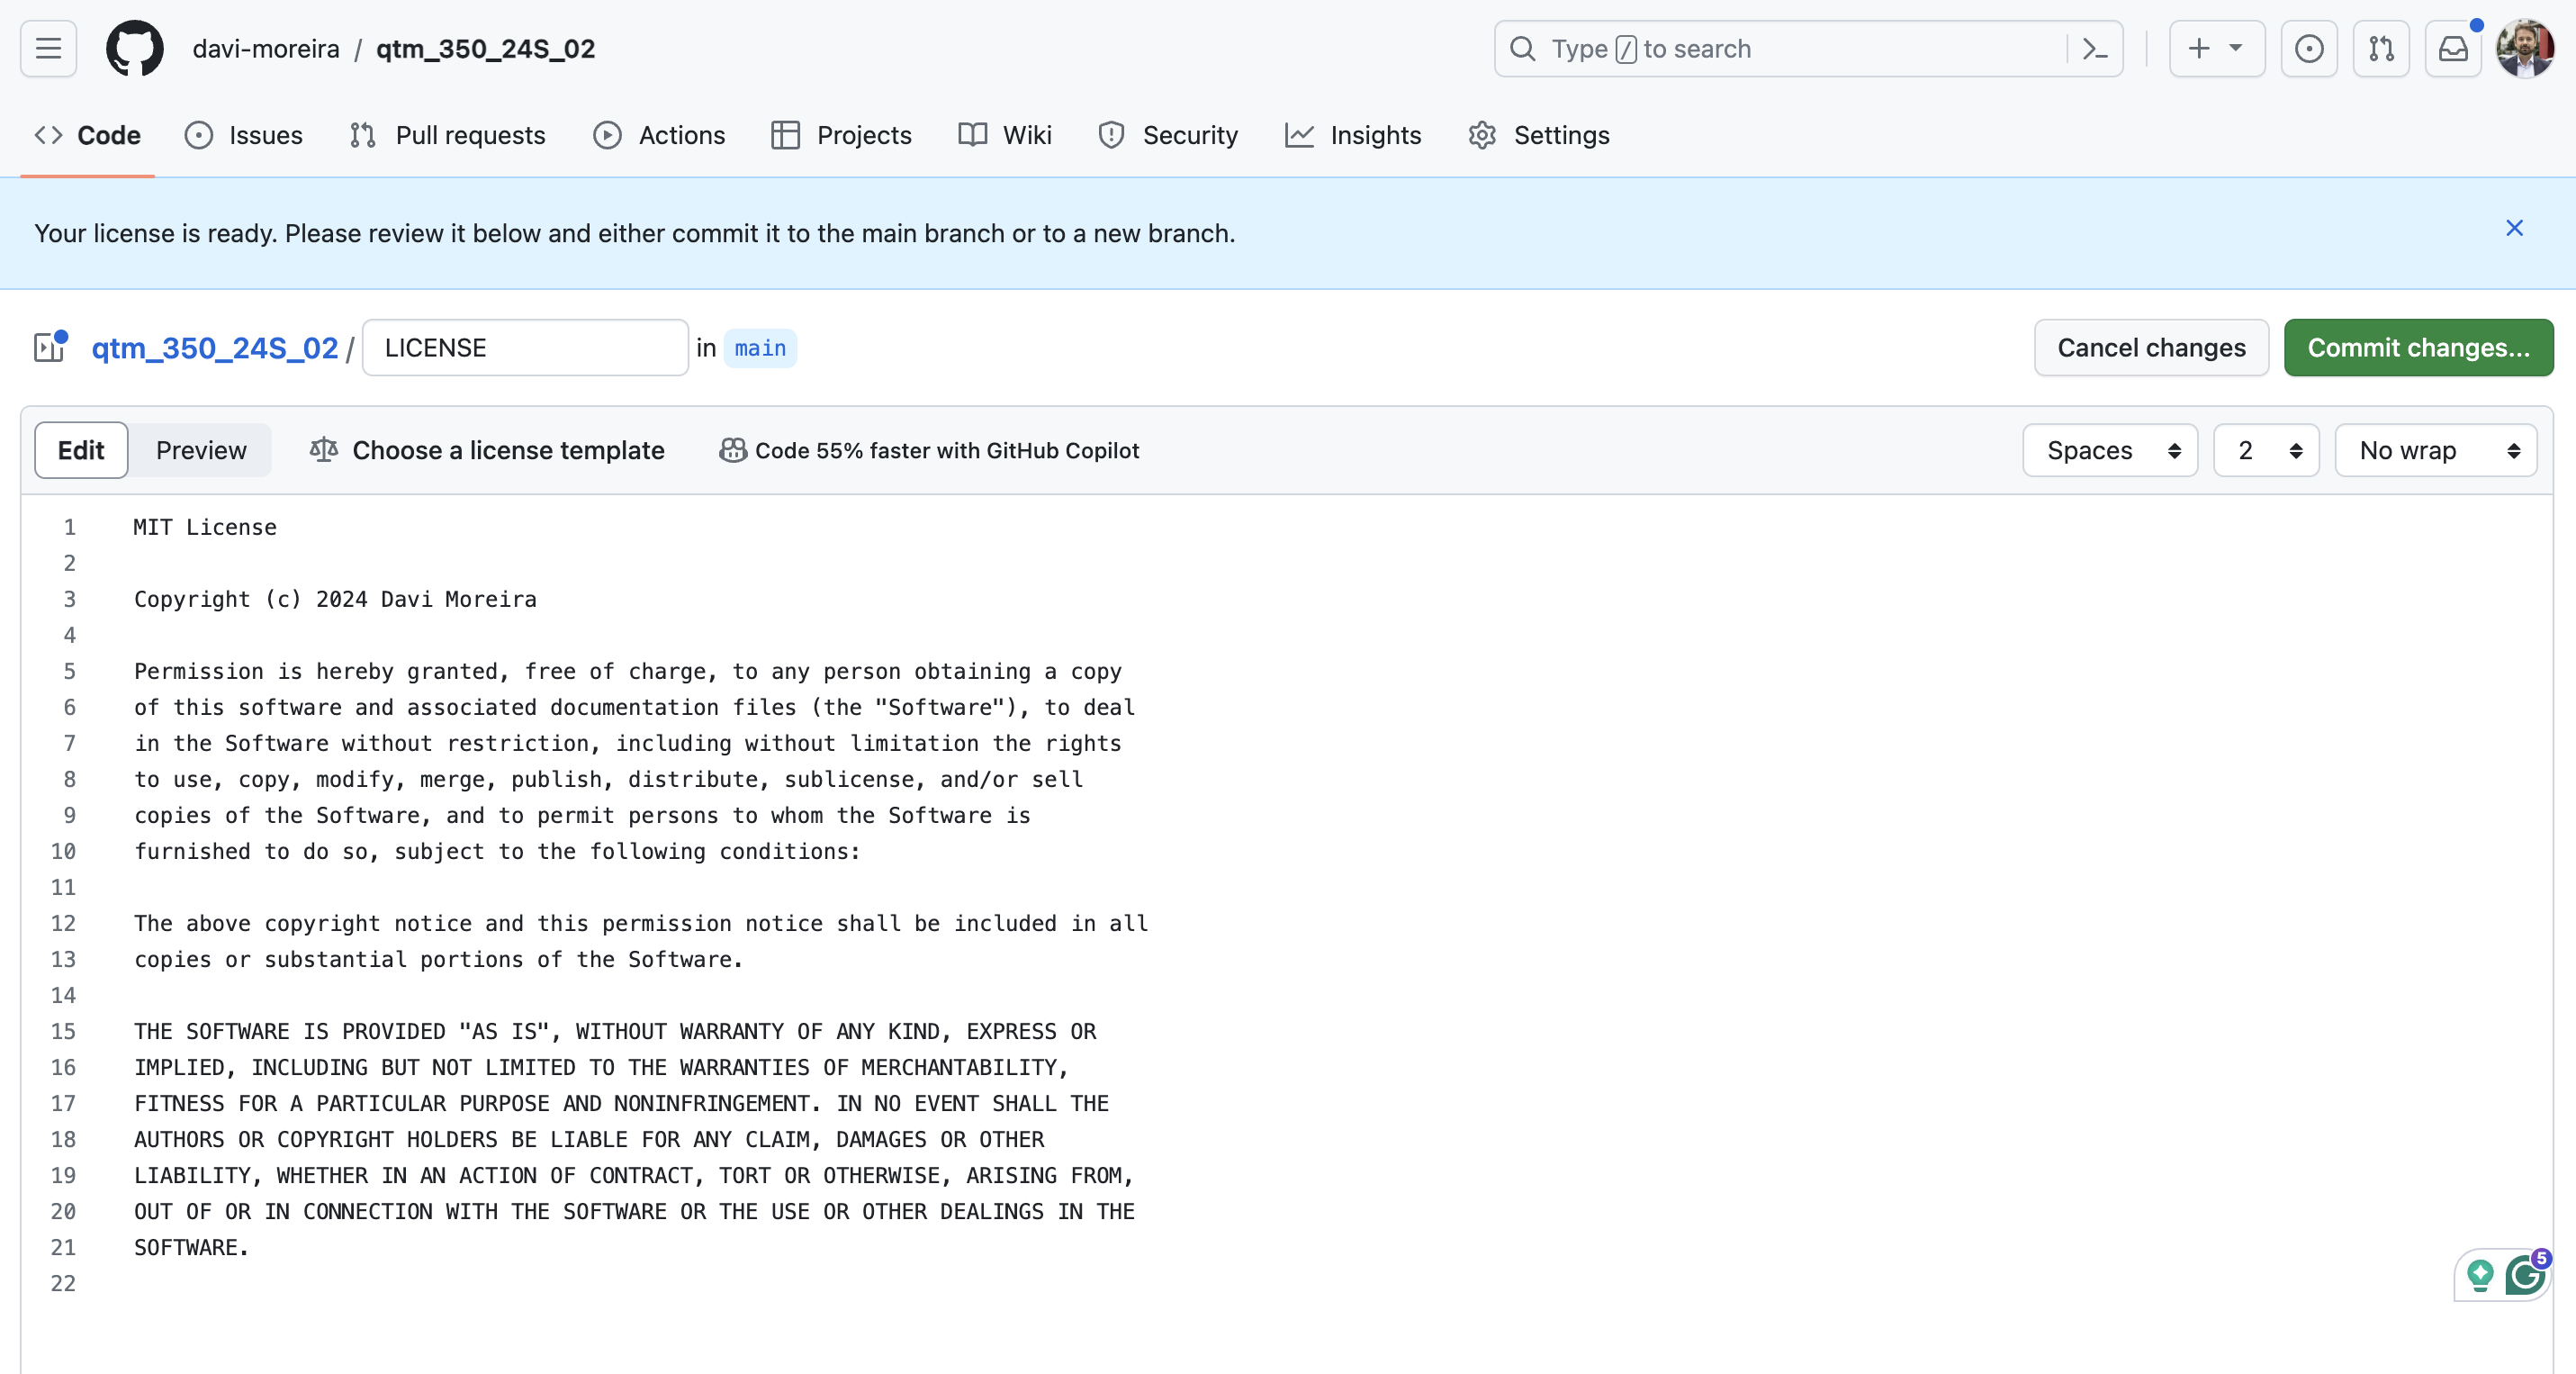 davi-moreira / qtm_350_24S_02
Type / to search
Code Issues Pull requests Actions Projects Wiki Security Insights Settings
Your license is ready. Please review it below and either commit it to the main branch or to a new branch.
qtm_350_24S_02 / LICENSE in main
Cancel changes Commit changes...
Edit Preview Choose a license template Code 55% faster with GitHub Copilot Spaces 2 No wrap
1 MIT License
2
3 Copyright (c) 2024 Davi Moreira
4
5 Permission is hereby granted, free of charge, to any person obtaining a copy
6 of this software and associated documentation files (the "Software"), to deal
7 in the Software without restriction, including without limitation the rights
8 to use, copy, modify, merge, publish, distribute, sublicense, and/or sell
9 copies of the Software, and to permit persons to whom the Software is
10 furnished to do so, subject to the following conditions:
11
12 The above copyright notice and this permission notice shall be included in all
13 copies or substantial portions of the Software.
14
15 THE SOFTWARE IS PROVIDED "AS IS", WITHOUT WARRANTY OF ANY KIND, EXPRESS OR
16 IMPLIED, INCLUDING BUT NOT LIMITED TO THE WARRANTIES OF MERCHANTABILITY,
17 FITNESS FOR A PARTICULAR PURPOSE AND NONINFRINGEMENT. IN NO EVENT SHALL THE
18 AUTHORS OR COPYRIGHT HOLDERS BE LIABLE FOR ANY CLAIM, DAMAGES OR OTHER
19 LIABILITY, WHETHER IN AN ACTION OF CONTRACT, TORT OR OTHERWISE, ARISING FROM,
20 OUT OF OR IN CONNECTION WITH THE SOFTWARE OR THE USE OR OTHER DEALINGS IN THE
21 SOFTWARE.
22
5